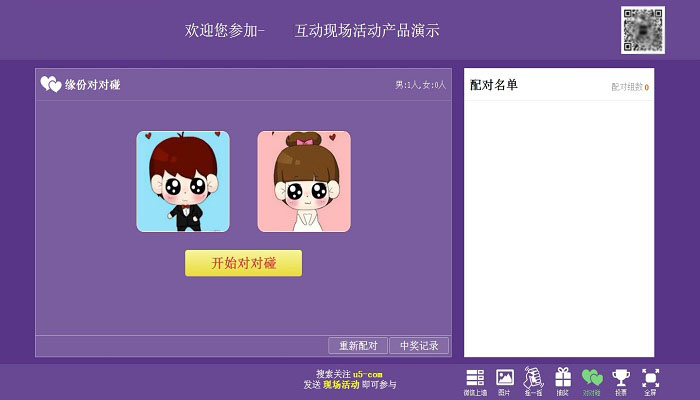 欢迎您参加- 互动现场活动产品演示
缘份对对碰
男:1人,女:0人
开始对对碰
重新配对
中奖记录
配对名单
配对组数 0
搜索关注 u5-com
发送 现场活动 即可参与
微信上墙
图片
摇一摇
抽奖
对对碰
投票
全屏